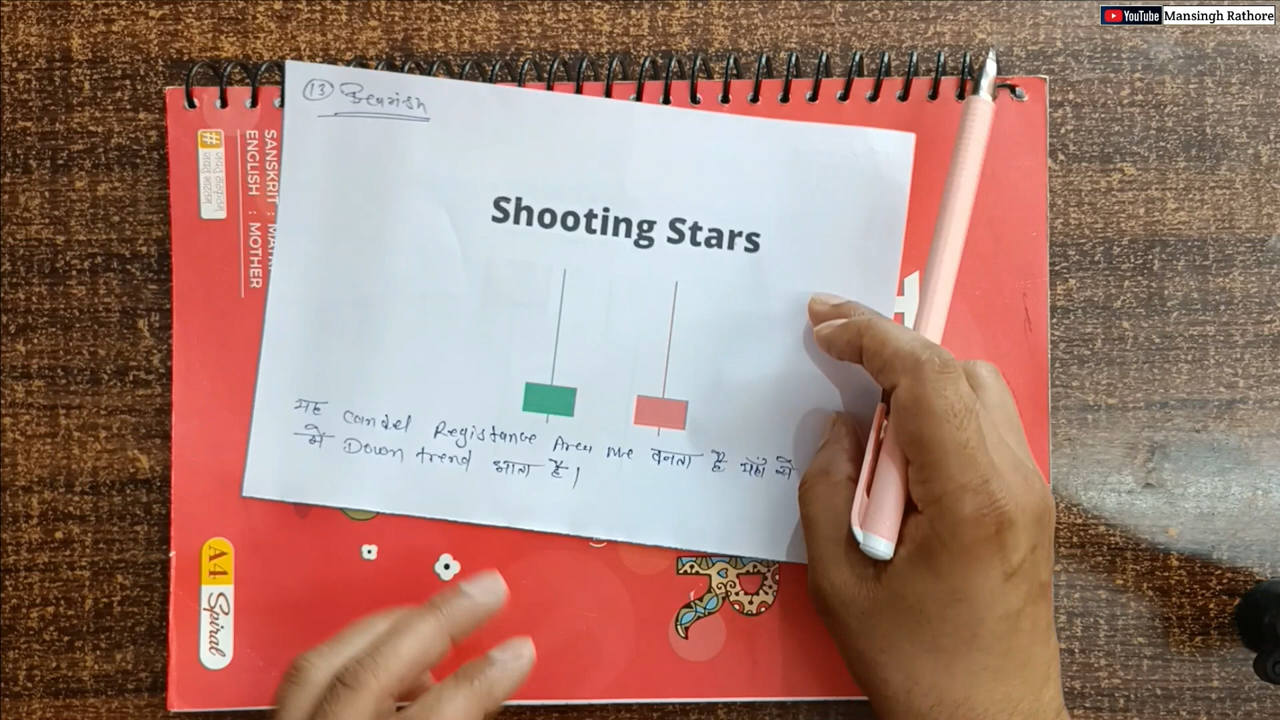 YouTube Mansingh Rathore
13 Bearish
Shooting Stars
यह Candel Registance Area me बनता है यहाँ से
में Down trend आता है।
SANSKRIT :
ENGLISH : MOTHER
#
A4
Spiral
R